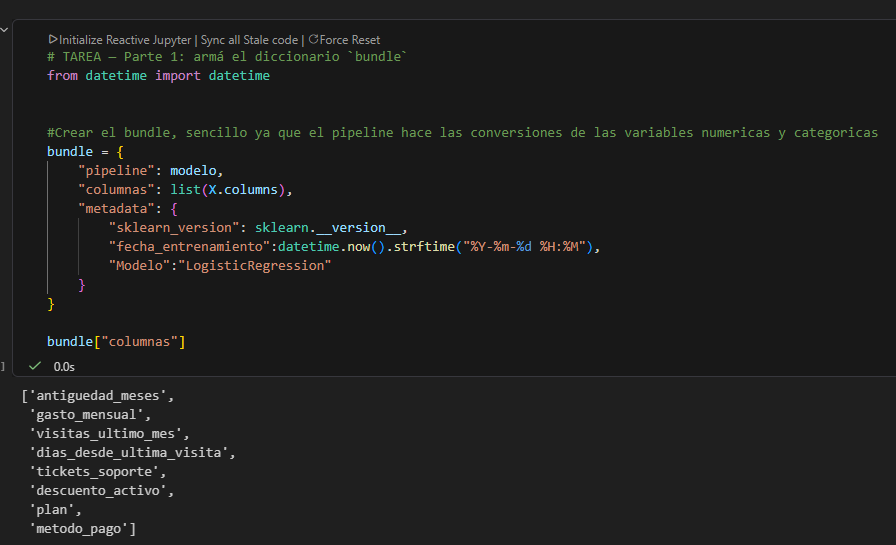 Initialize Reactive Jupyter | Sync all Stale code | Force Reset
# TAREA — Parte 1: armá el diccionario `bundle`
from datetime import datetime
#Crear el bundle, sencillo ya que el pipeline hace las conversiones de las variables numericas y categoricas
bundle = {
    "pipeline": modelo,
    "columnas": list(X.columns),
    "metadata": {
        "sklearn_version": sklearn.__version__,
        "fecha_entrenamiento":datetime.now().strftime("%Y-%m-%d %H:%M"),
        "Modelo":"LogisticRegression"
    }
}
bundle["columnas"]
] 0.0s
['antiguedad_meses',
 'gasto_mensual',
 'visitas_ultimo_mes',
 'dias_desde_ultima_visita',
 'tickets_soporte',
 'descuento_activo',
 'plan',
 'metodo_pago']